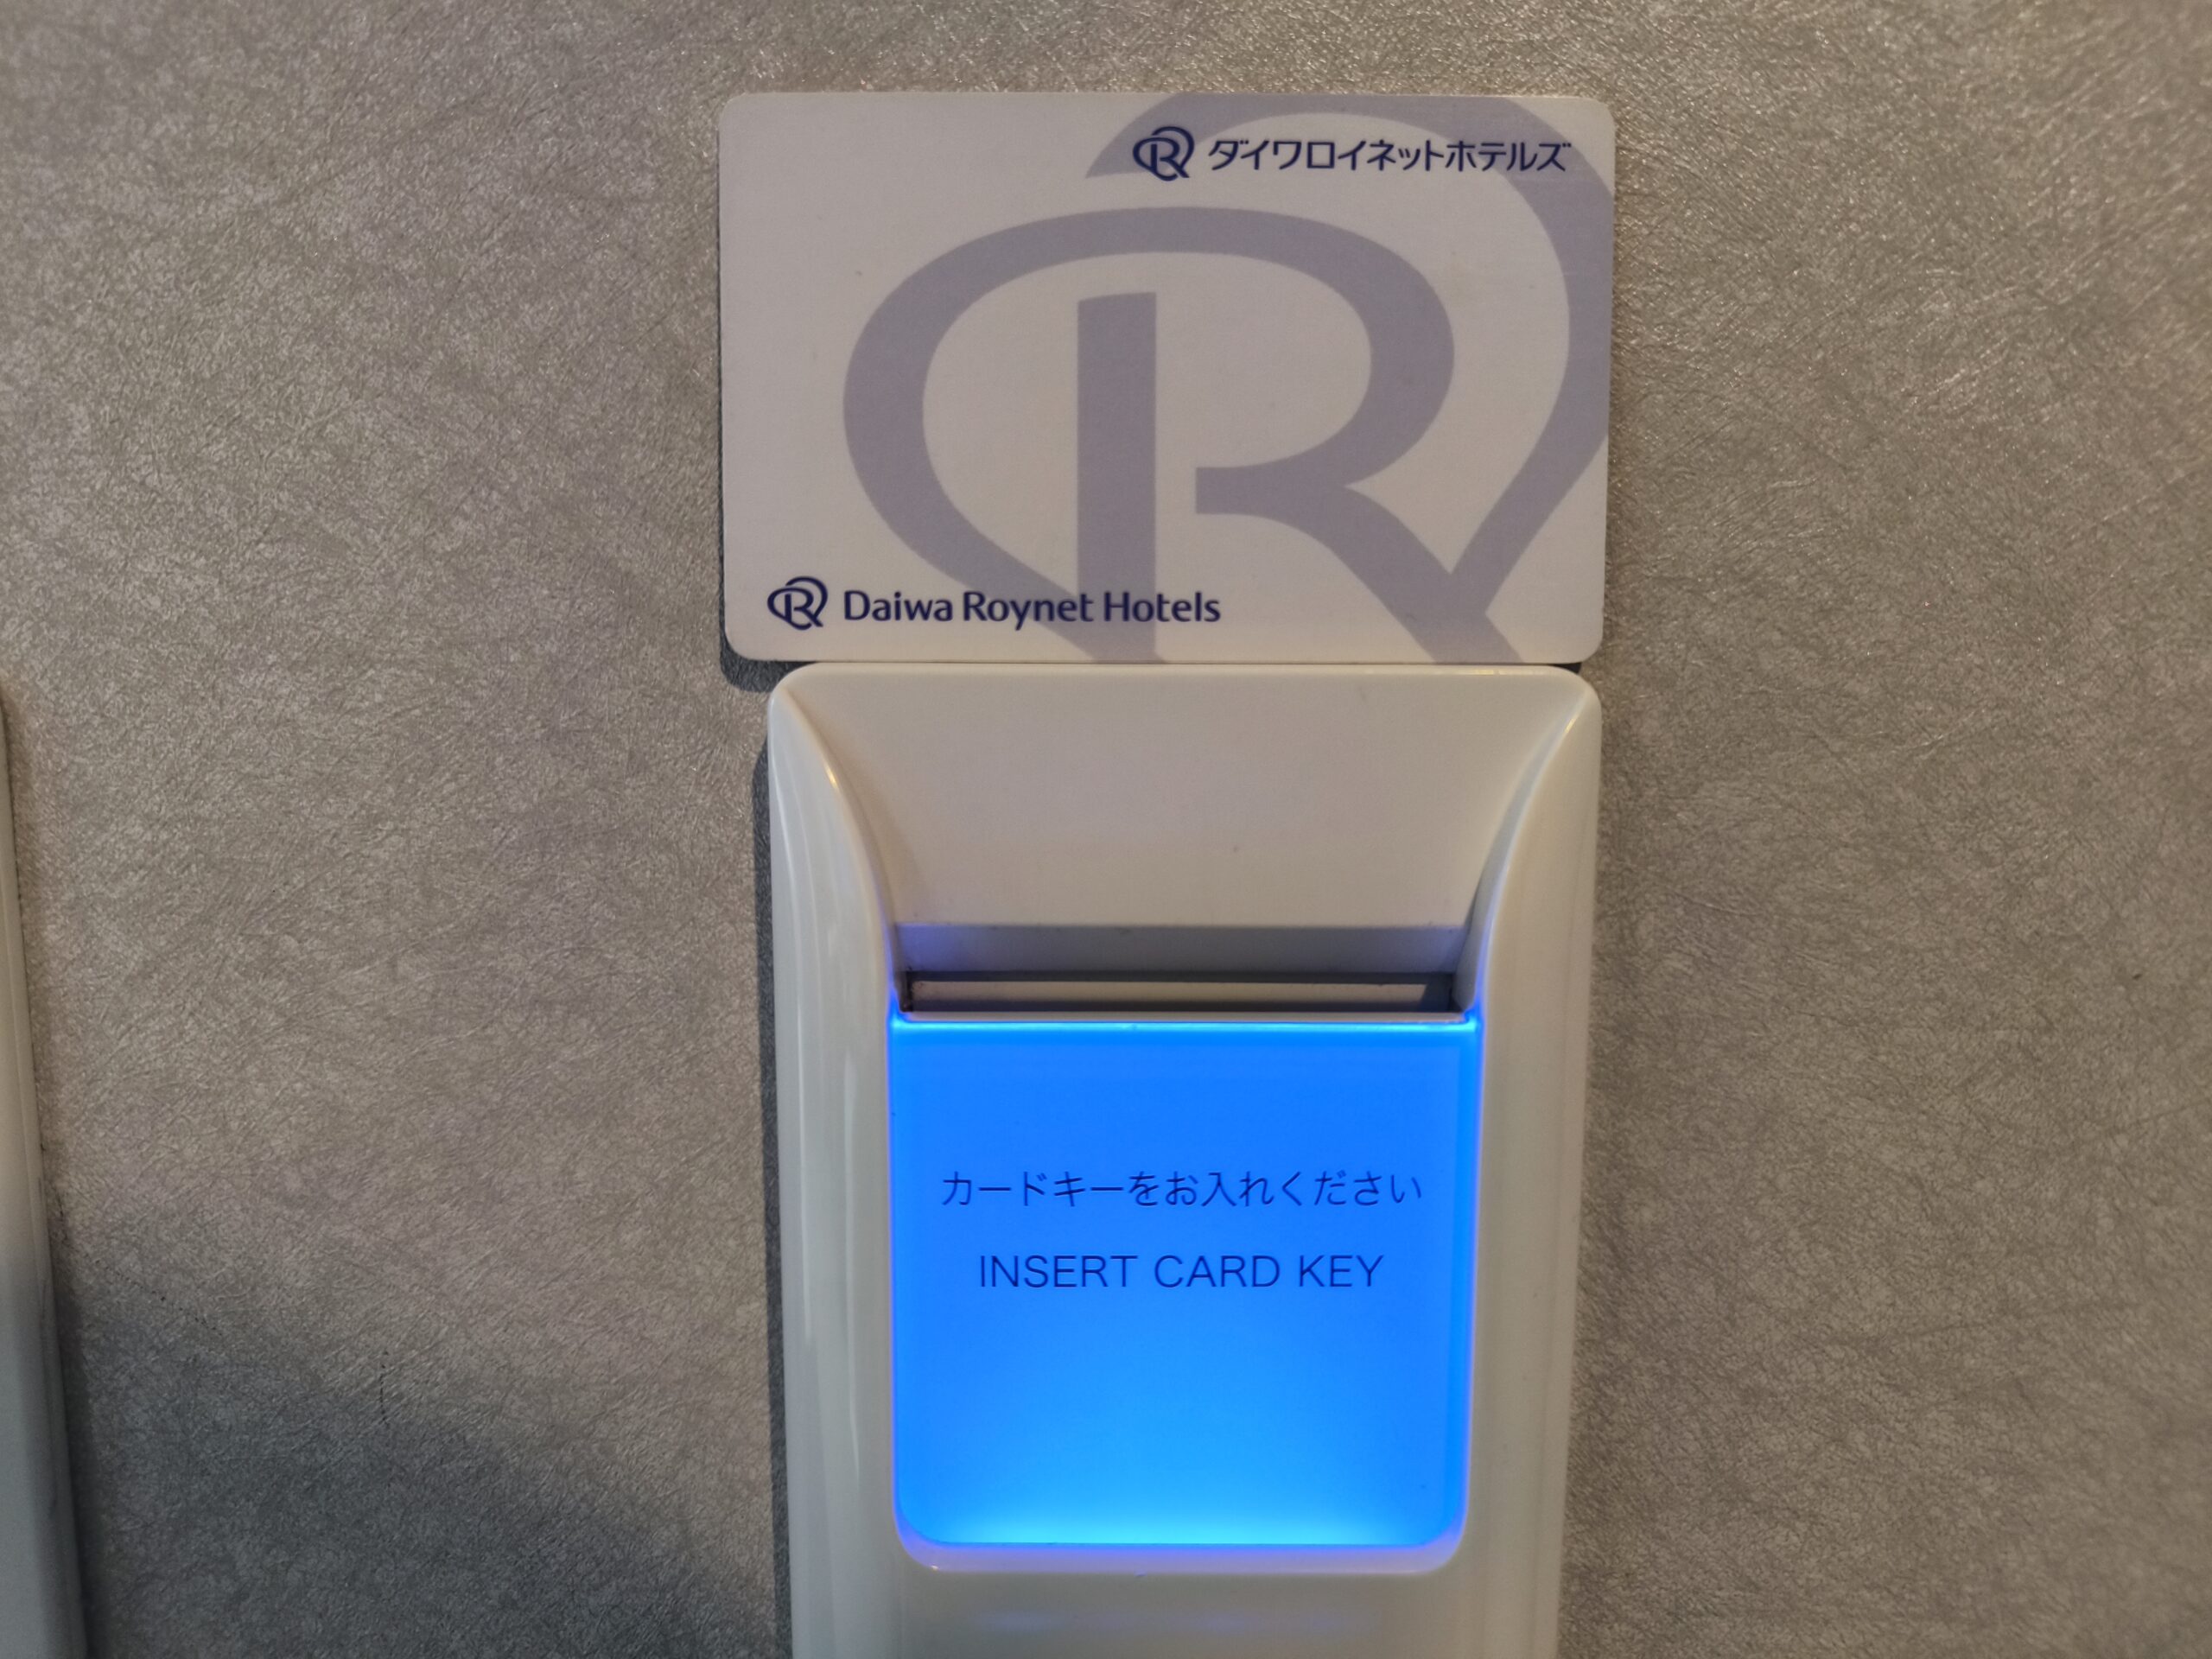 ダイワロイネットホテルズ
Daiwa Roynet Hotels
カードキーをお入れください
INSERT CARD KEY